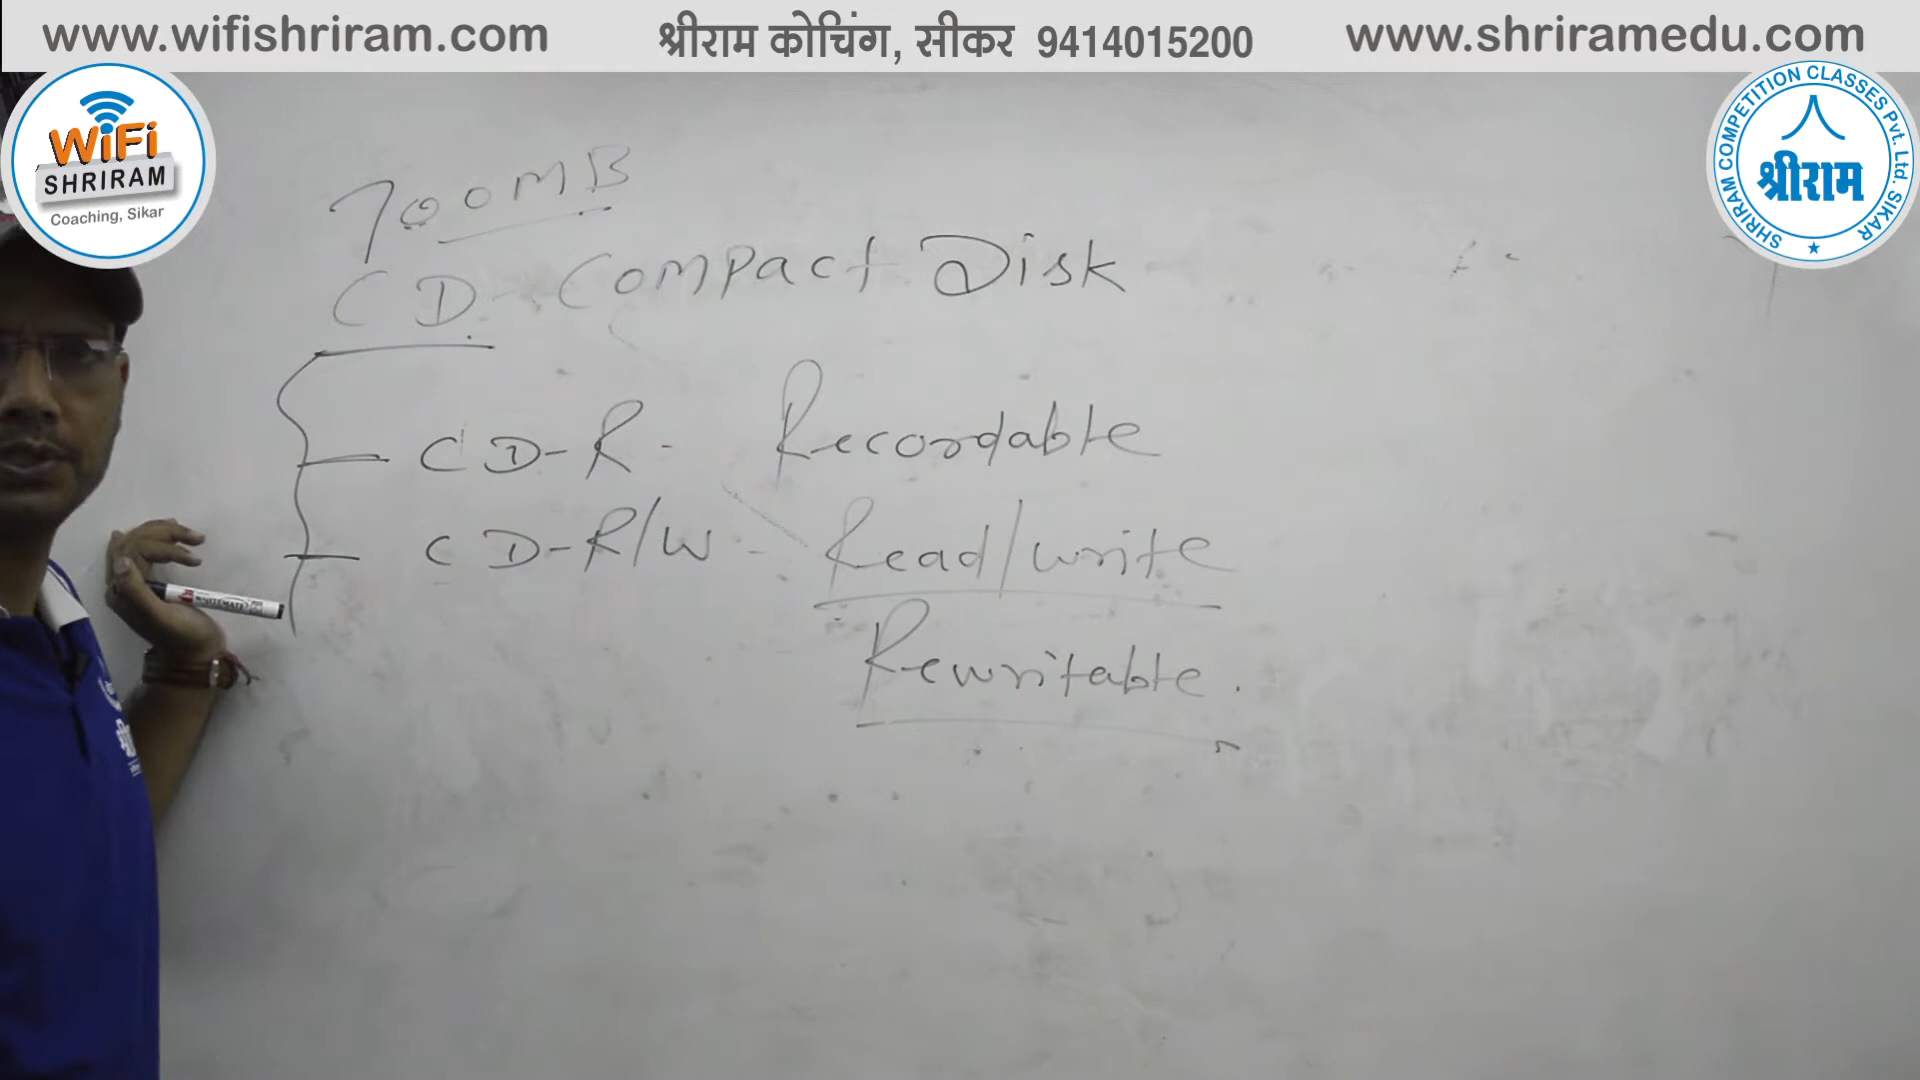 www.wifishriram.com श्रीराम कोचिंग, सीकर 9414015200 www.shriramedu.com
WiFi
SHRIRAM
Coaching, Sikar
SHRIRAM COMPETITION CLASSES Pvt. Ltd. SIKAR
श्रीराम
700MB
CD - Compact Disk
CD-R - Recordable
CD-R/W - Read/write
Rewritable.